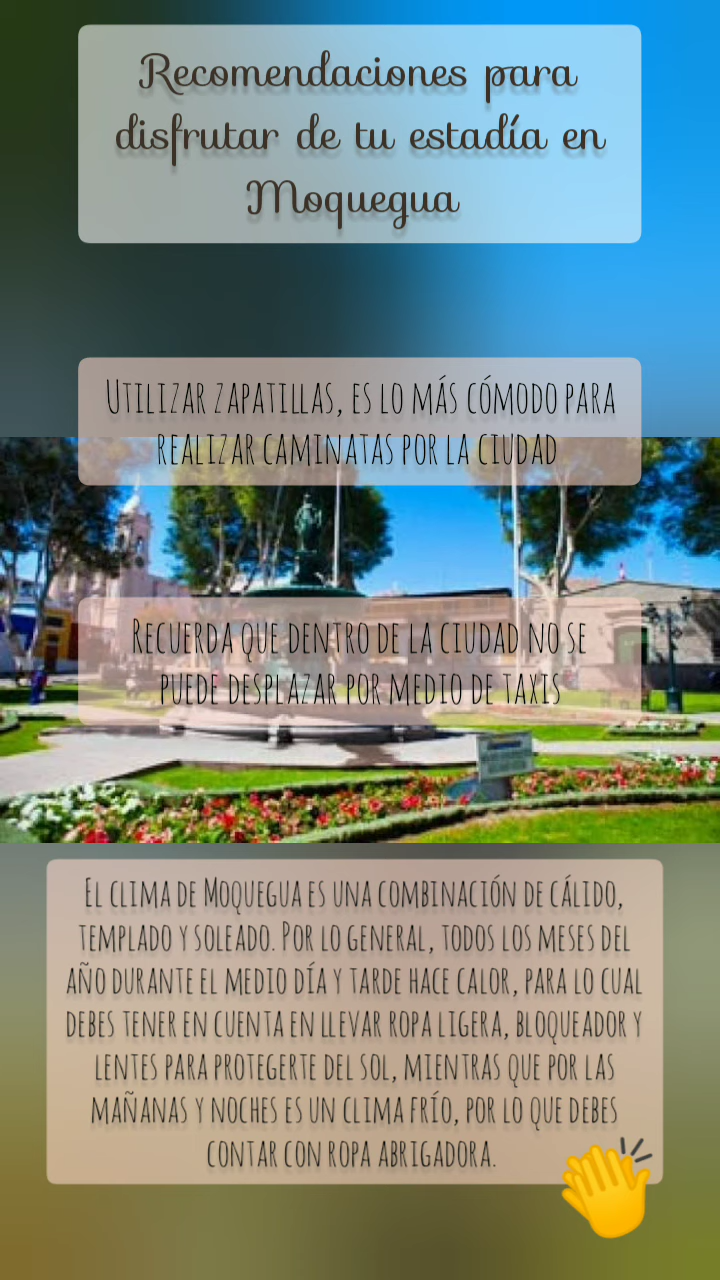 Recomendaciones para
disfrutar de tu estadía en
Moquegua
Utilizar zapatillas, es lo más cómodo para
realizar caminatas por la ciudad
Recuerda que dentro de la ciudad no se
puede desplazar por medio de taxis
El clima de Moquegua es una combinación de cálido,
templado y soleado. Por lo general, todos los meses del
año durante el medio día y tarde hace calor, para lo cual
debes tener en cuenta en llevar ropa ligera, bloqueador y
lentes para protegerte del sol, mientras que por las
mañanas y noches es un clima frío, por lo que debes
contar con ropa abrigadora.